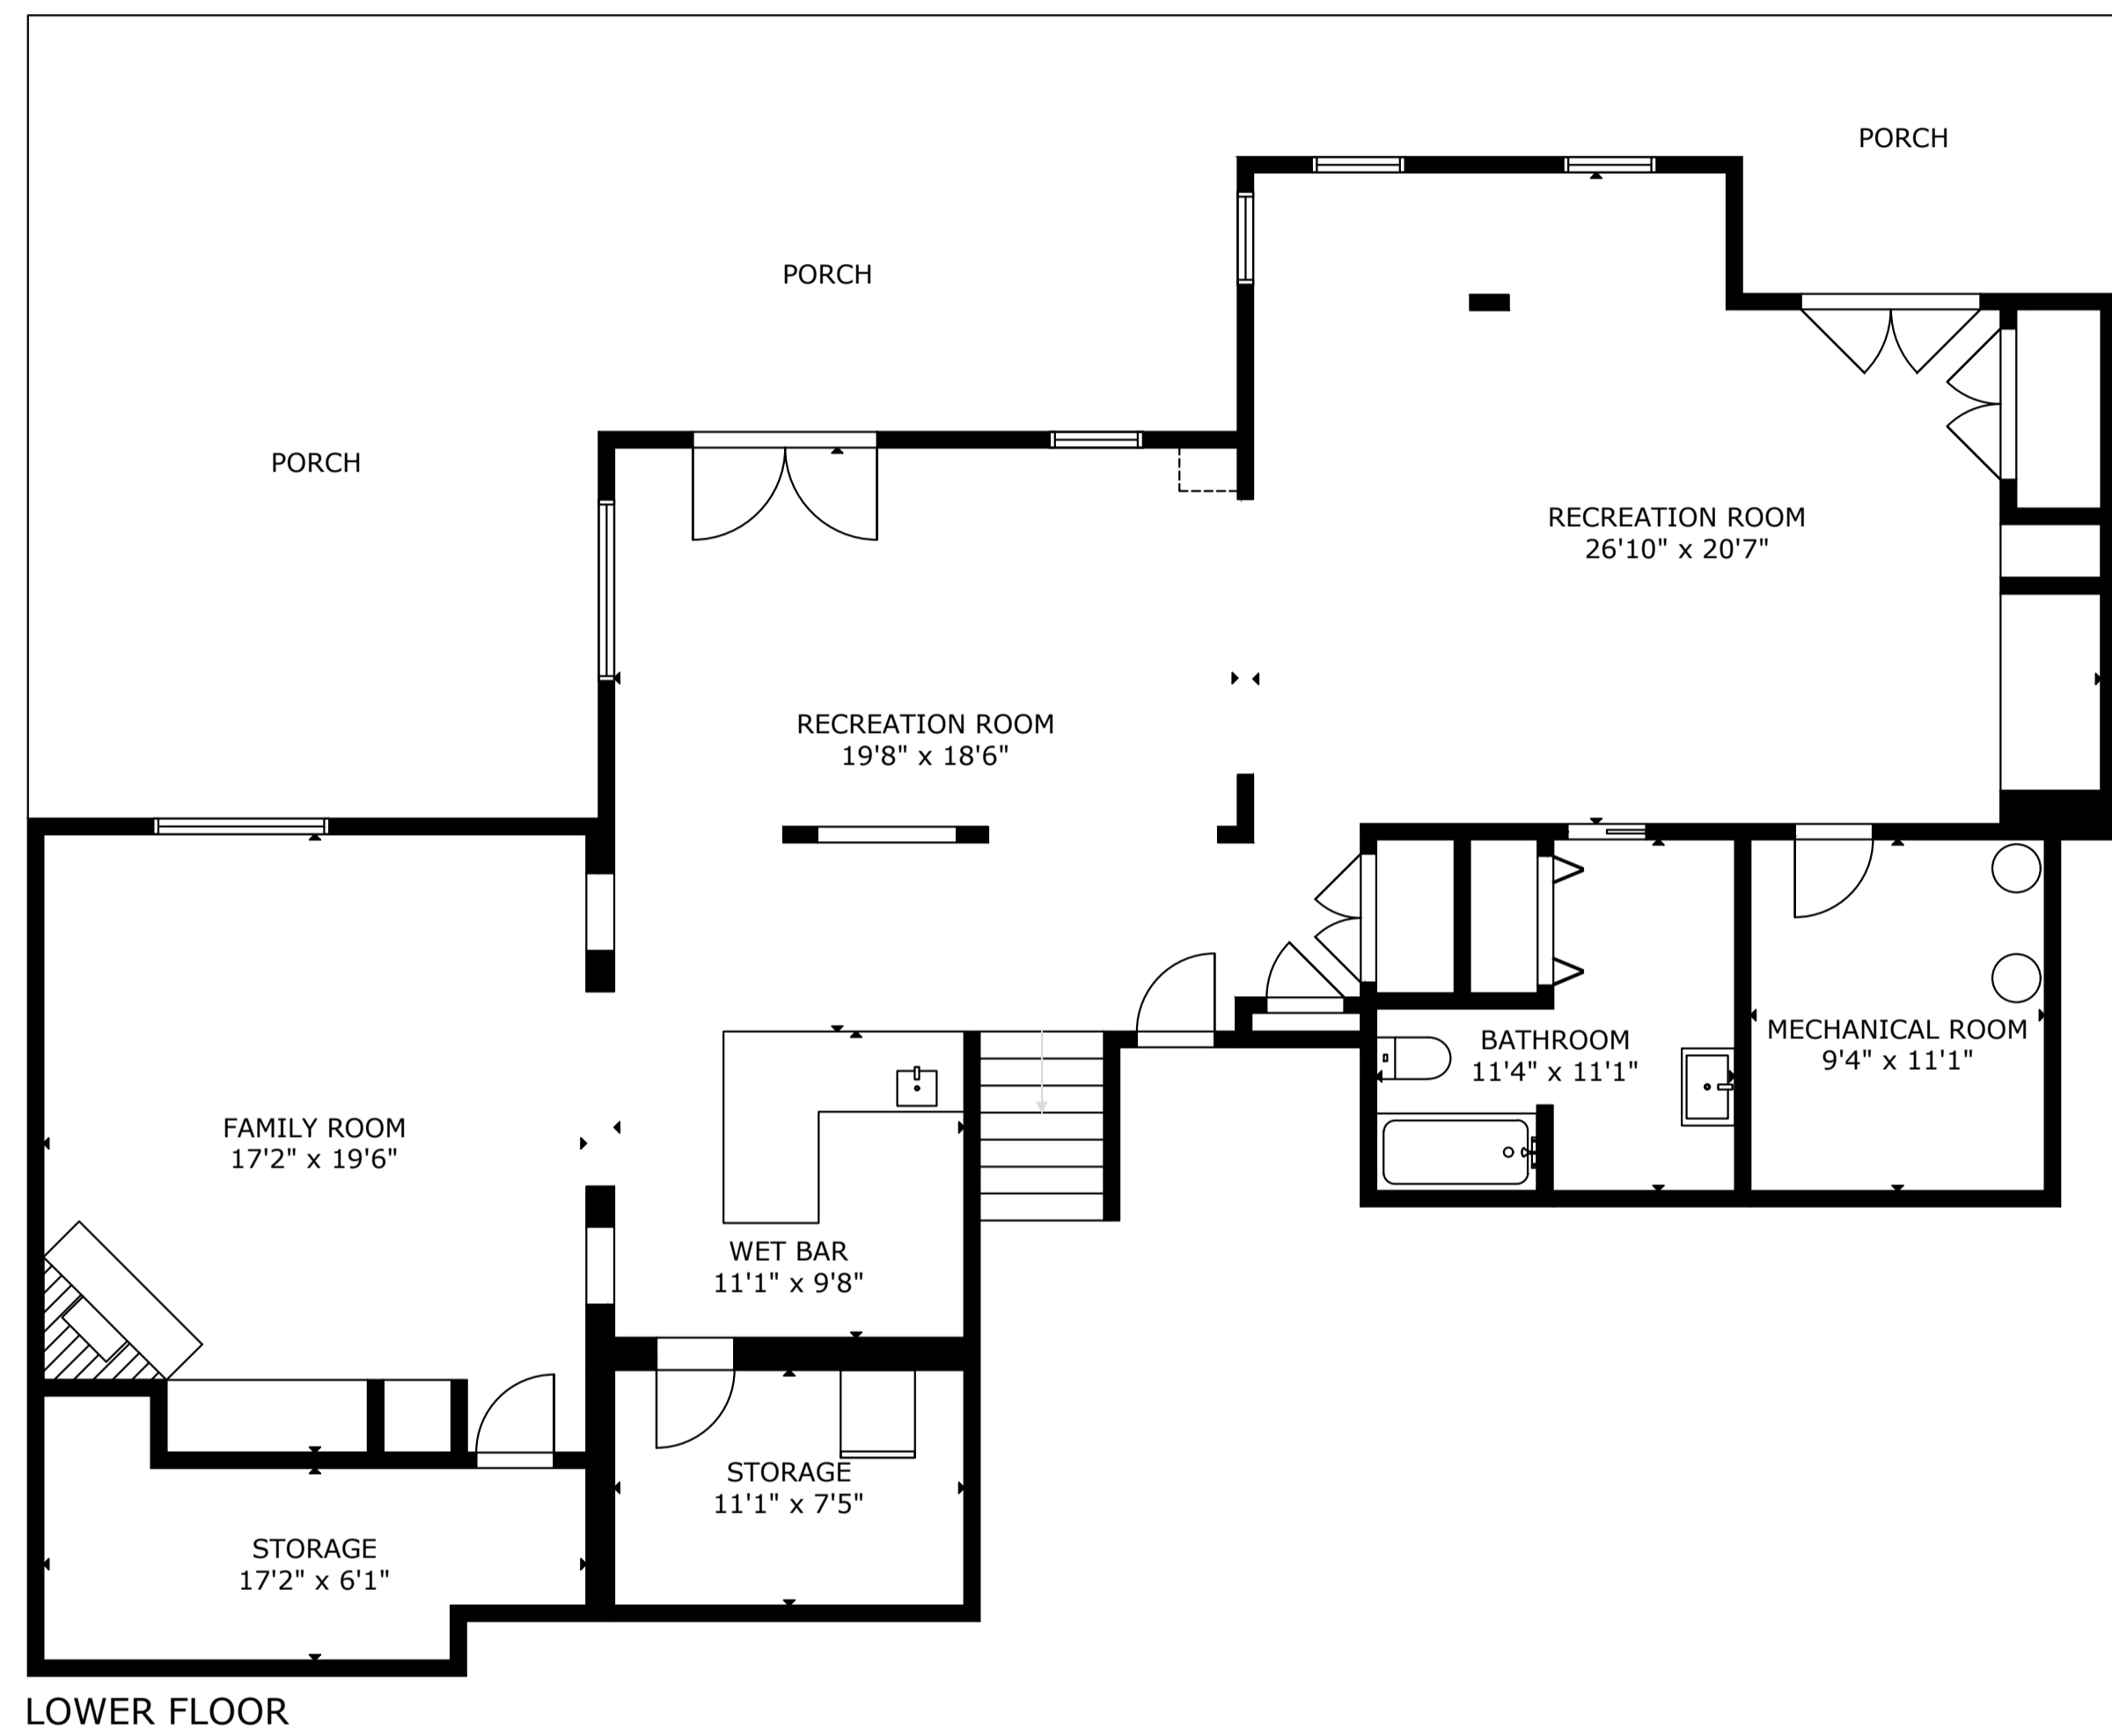 PORCH
PORCH
PORCH
RECREATION ROOM
26'10" x 20'7"
RECREATION ROOM
19'8" x 18'6"
BATHROOM
11'4" x 11'1"
MECHANICAL ROOM
9'4" x 11'1"
FAMILY ROOM
17'2" x 19'6"
WET BAR
11'1" x 9'8"
STORAGE
11'1" x 7'5"
STORAGE
17'2" x 6'1"
LOWER FLOOR